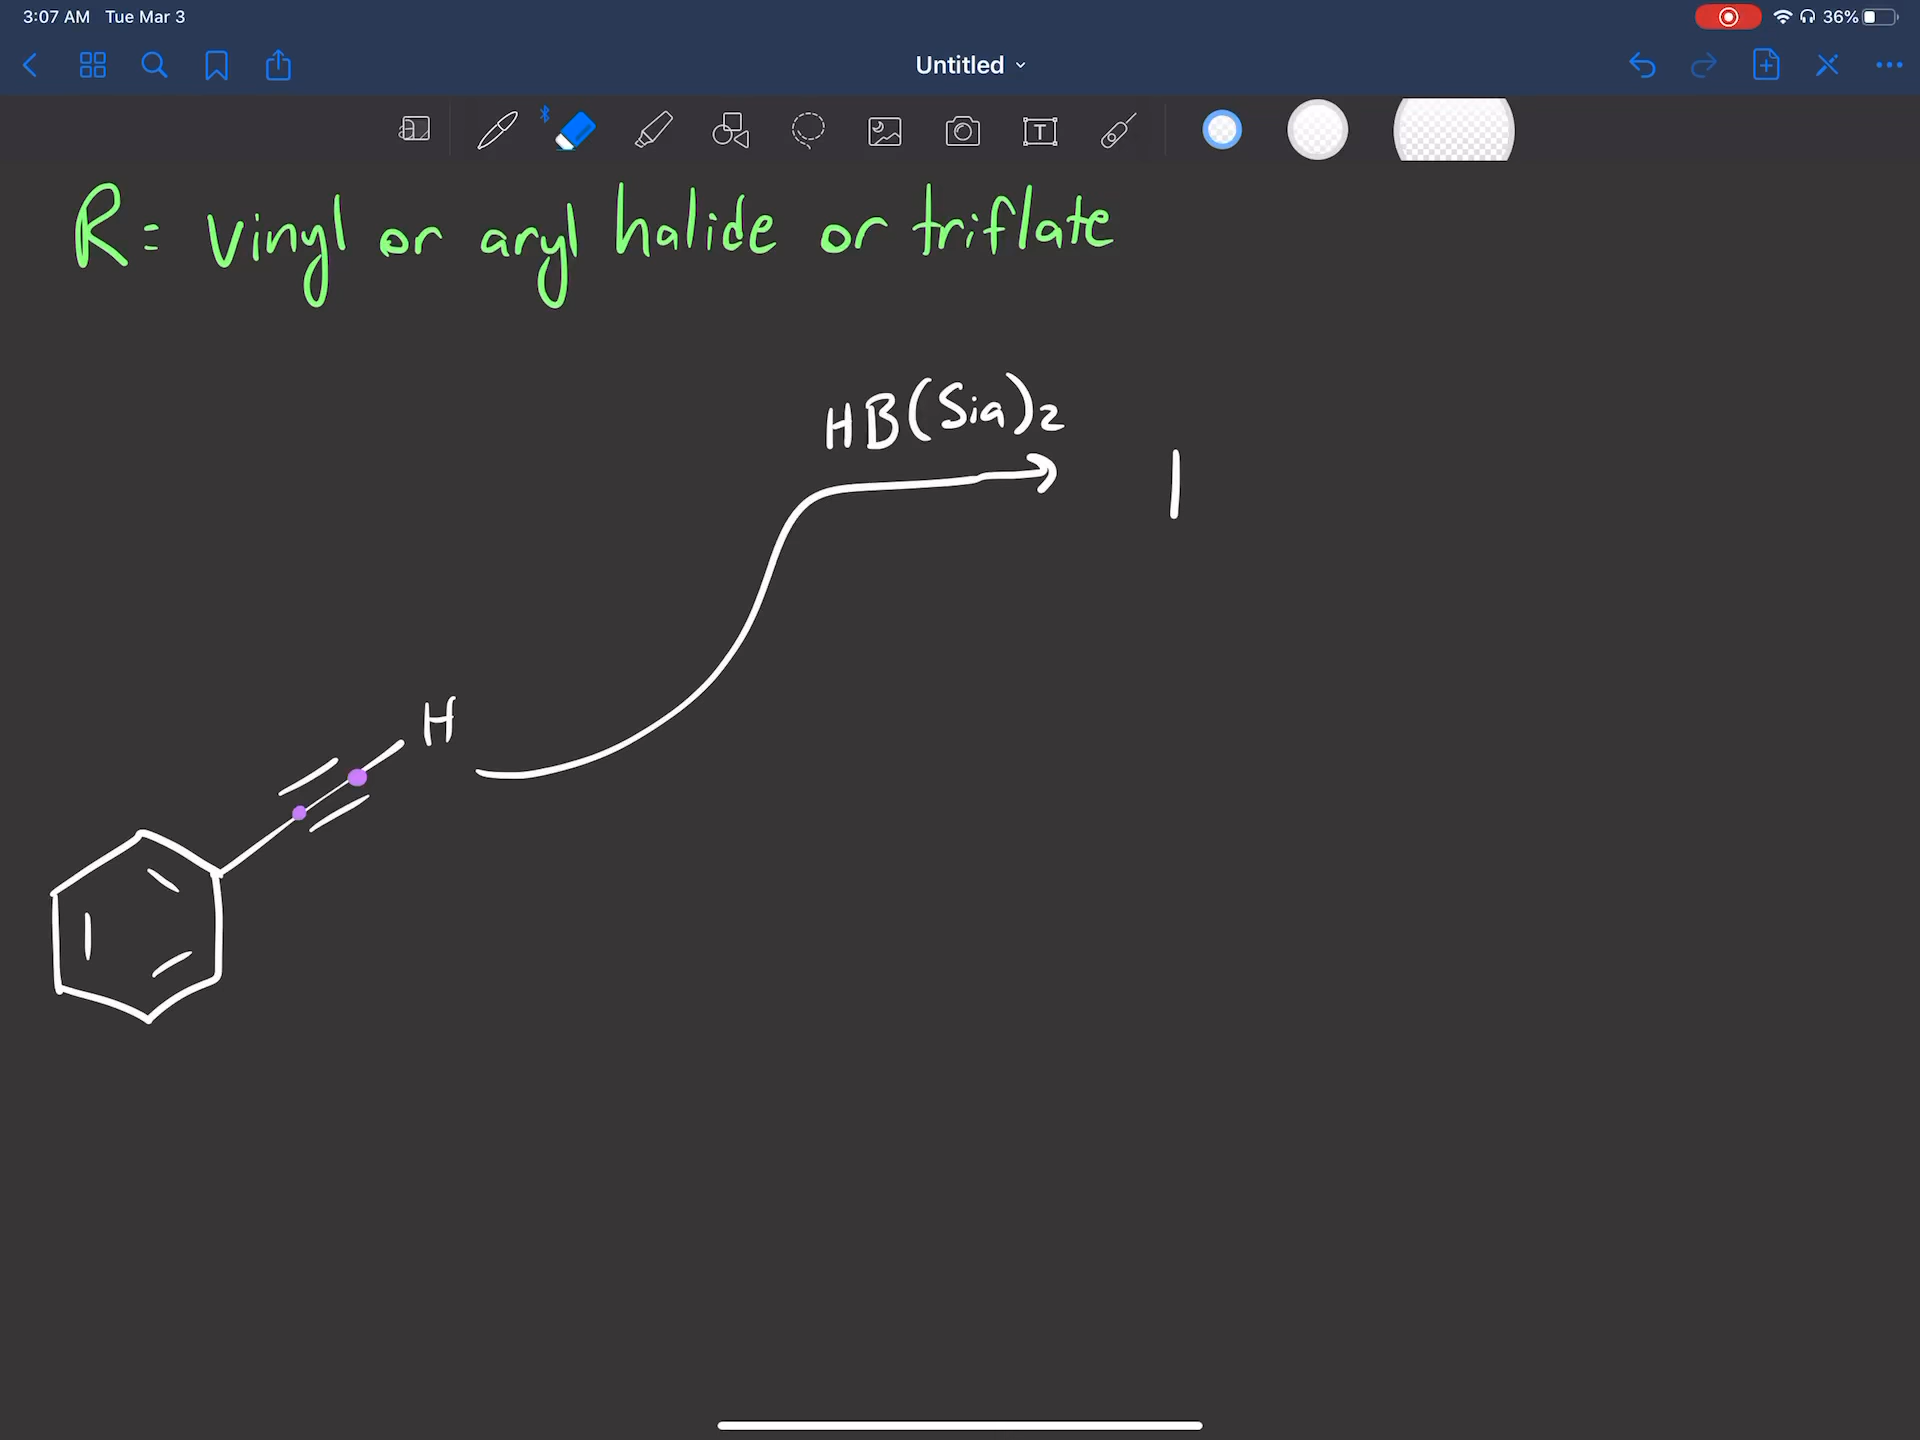 3:07 AM Tue Mar 3
36%
Untitled
T
R= vinyl or aryl halide or triflate
HB(Sia)2
H